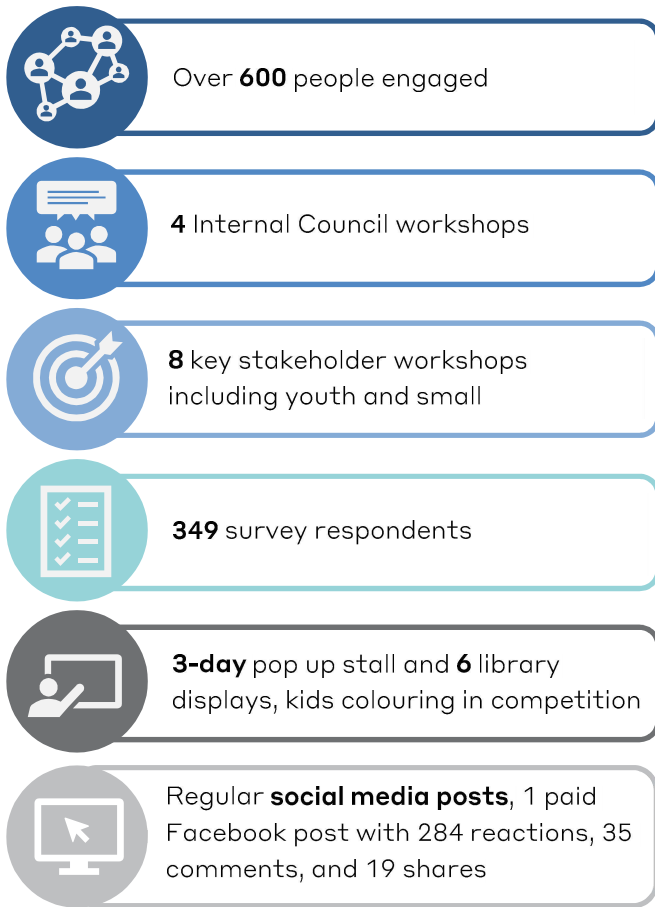 Over 600 people engaged
4 Internal Council workshops
8 key stakeholder workshops
including youth and small
349 survey respondents
3-day pop up stall and 6 library
displays, kids colouring in competition
Regular social media posts, 1 paid
Facebook post with 284 reactions, 35
comments, and 19 shares